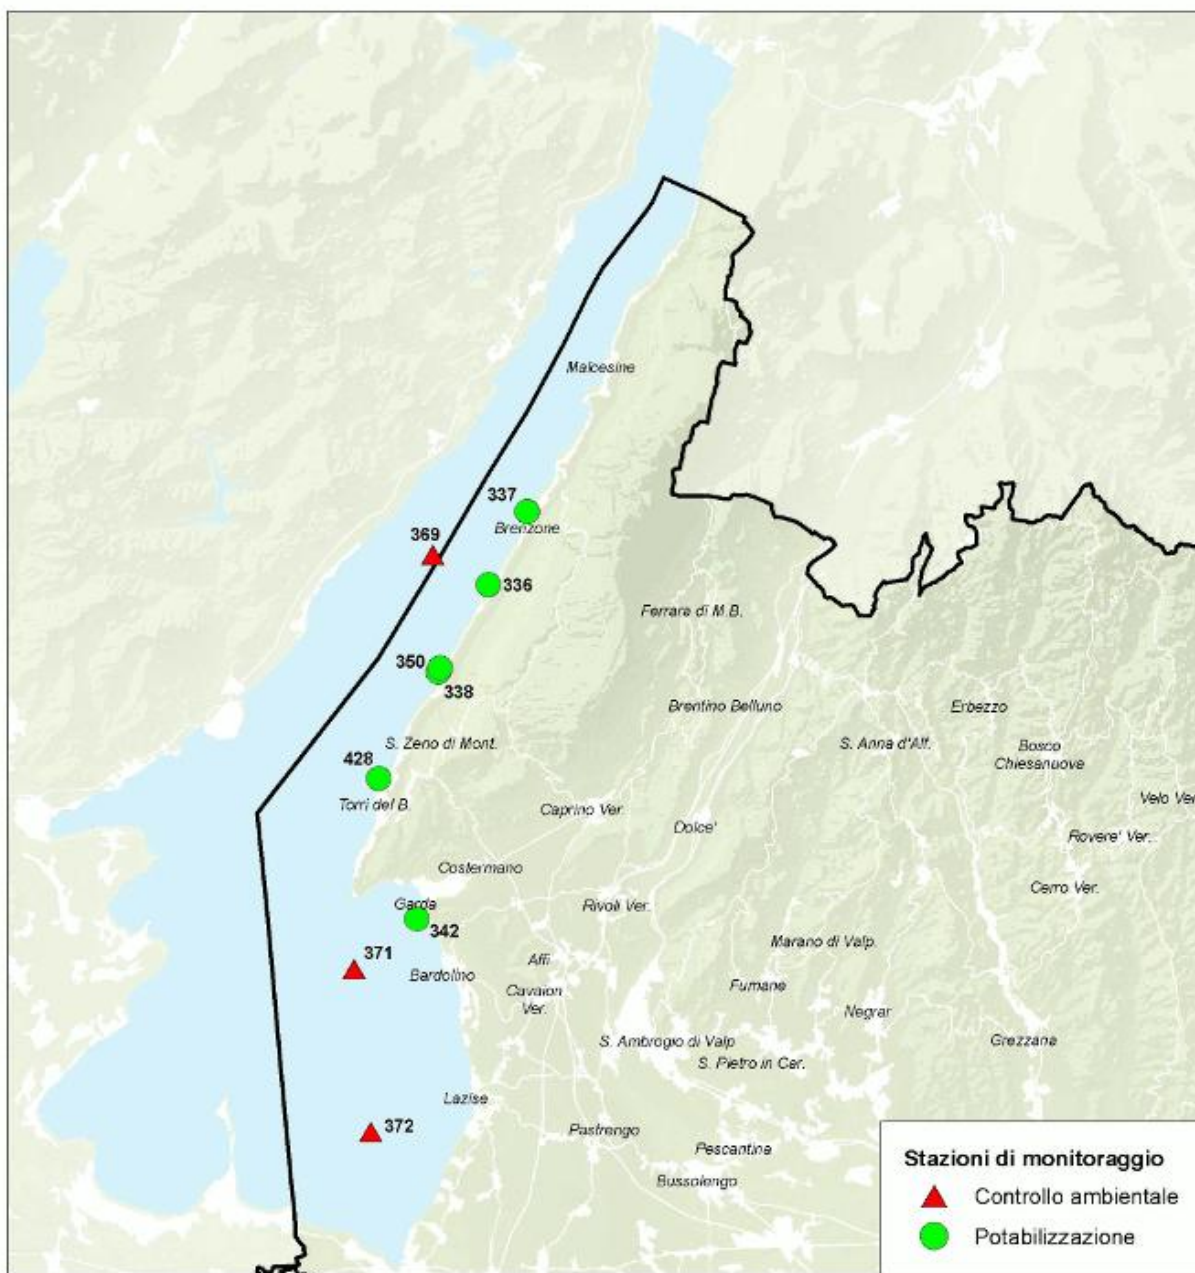 Malcesine
337
Brenzone
369
336
Ferrara di M.B.
350
338
Brentino Belluno
Erbezzo
S. Zeno di Mont.
S. Anna d'Alf.
Bosco
Chiesanuova
428
Torri del B.
Caprino Ver.
Velo Ver
Dolce'
Rovere' Ver.
Costermano
Cerro Ver.
Garda
Rivoli Ver.
342
Marano di Valp.
371
Affi
Bardolino
Cavaion
Ver.
Fumane
Negrar
S. Ambrogio di Valp
Grezzana
S. Pietro in Car.
Lazise
372
Pastrengo
Pescantina
Bussolengo
Stazioni di monitoraggio
Controllo ambientale
Potabilizzazione